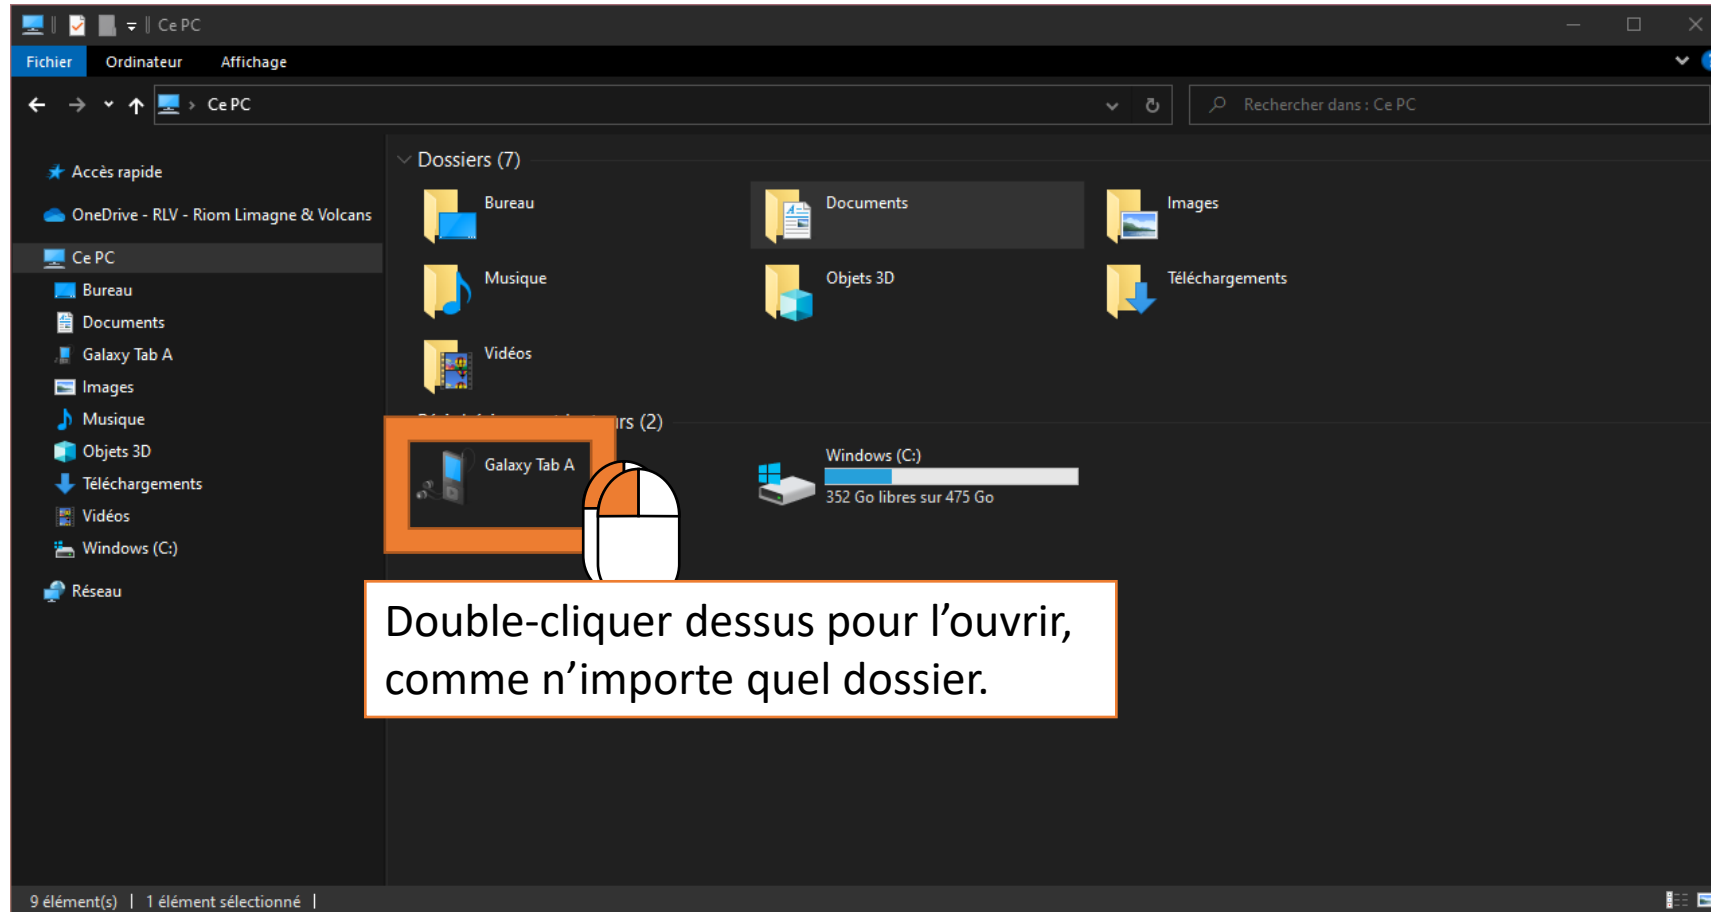 Ce PC
Fichier Ordinateur Affichage
Ce PC
Rechercher dans : Ce PC
Accès rapide
OneDrive - RLV - Riom Limagne & Volcans
Ce PC
Bureau
Documents
Galaxy Tab A
Images
Musique
Objets 3D
Téléchargements
Vidéos
Windows (C:)
Réseau
Dossiers (7)
Bureau
Documents
Images
Musique
Objets 3D
Téléchargements
Vidéos
(2)
Galaxy Tab A
Windows (C:)
352 Go libres sur 475 Go
Double-cliquer dessus pour l’ouvrir,
comme n’importe quel dossier.
9 élément(s) 1 élément sélectionné